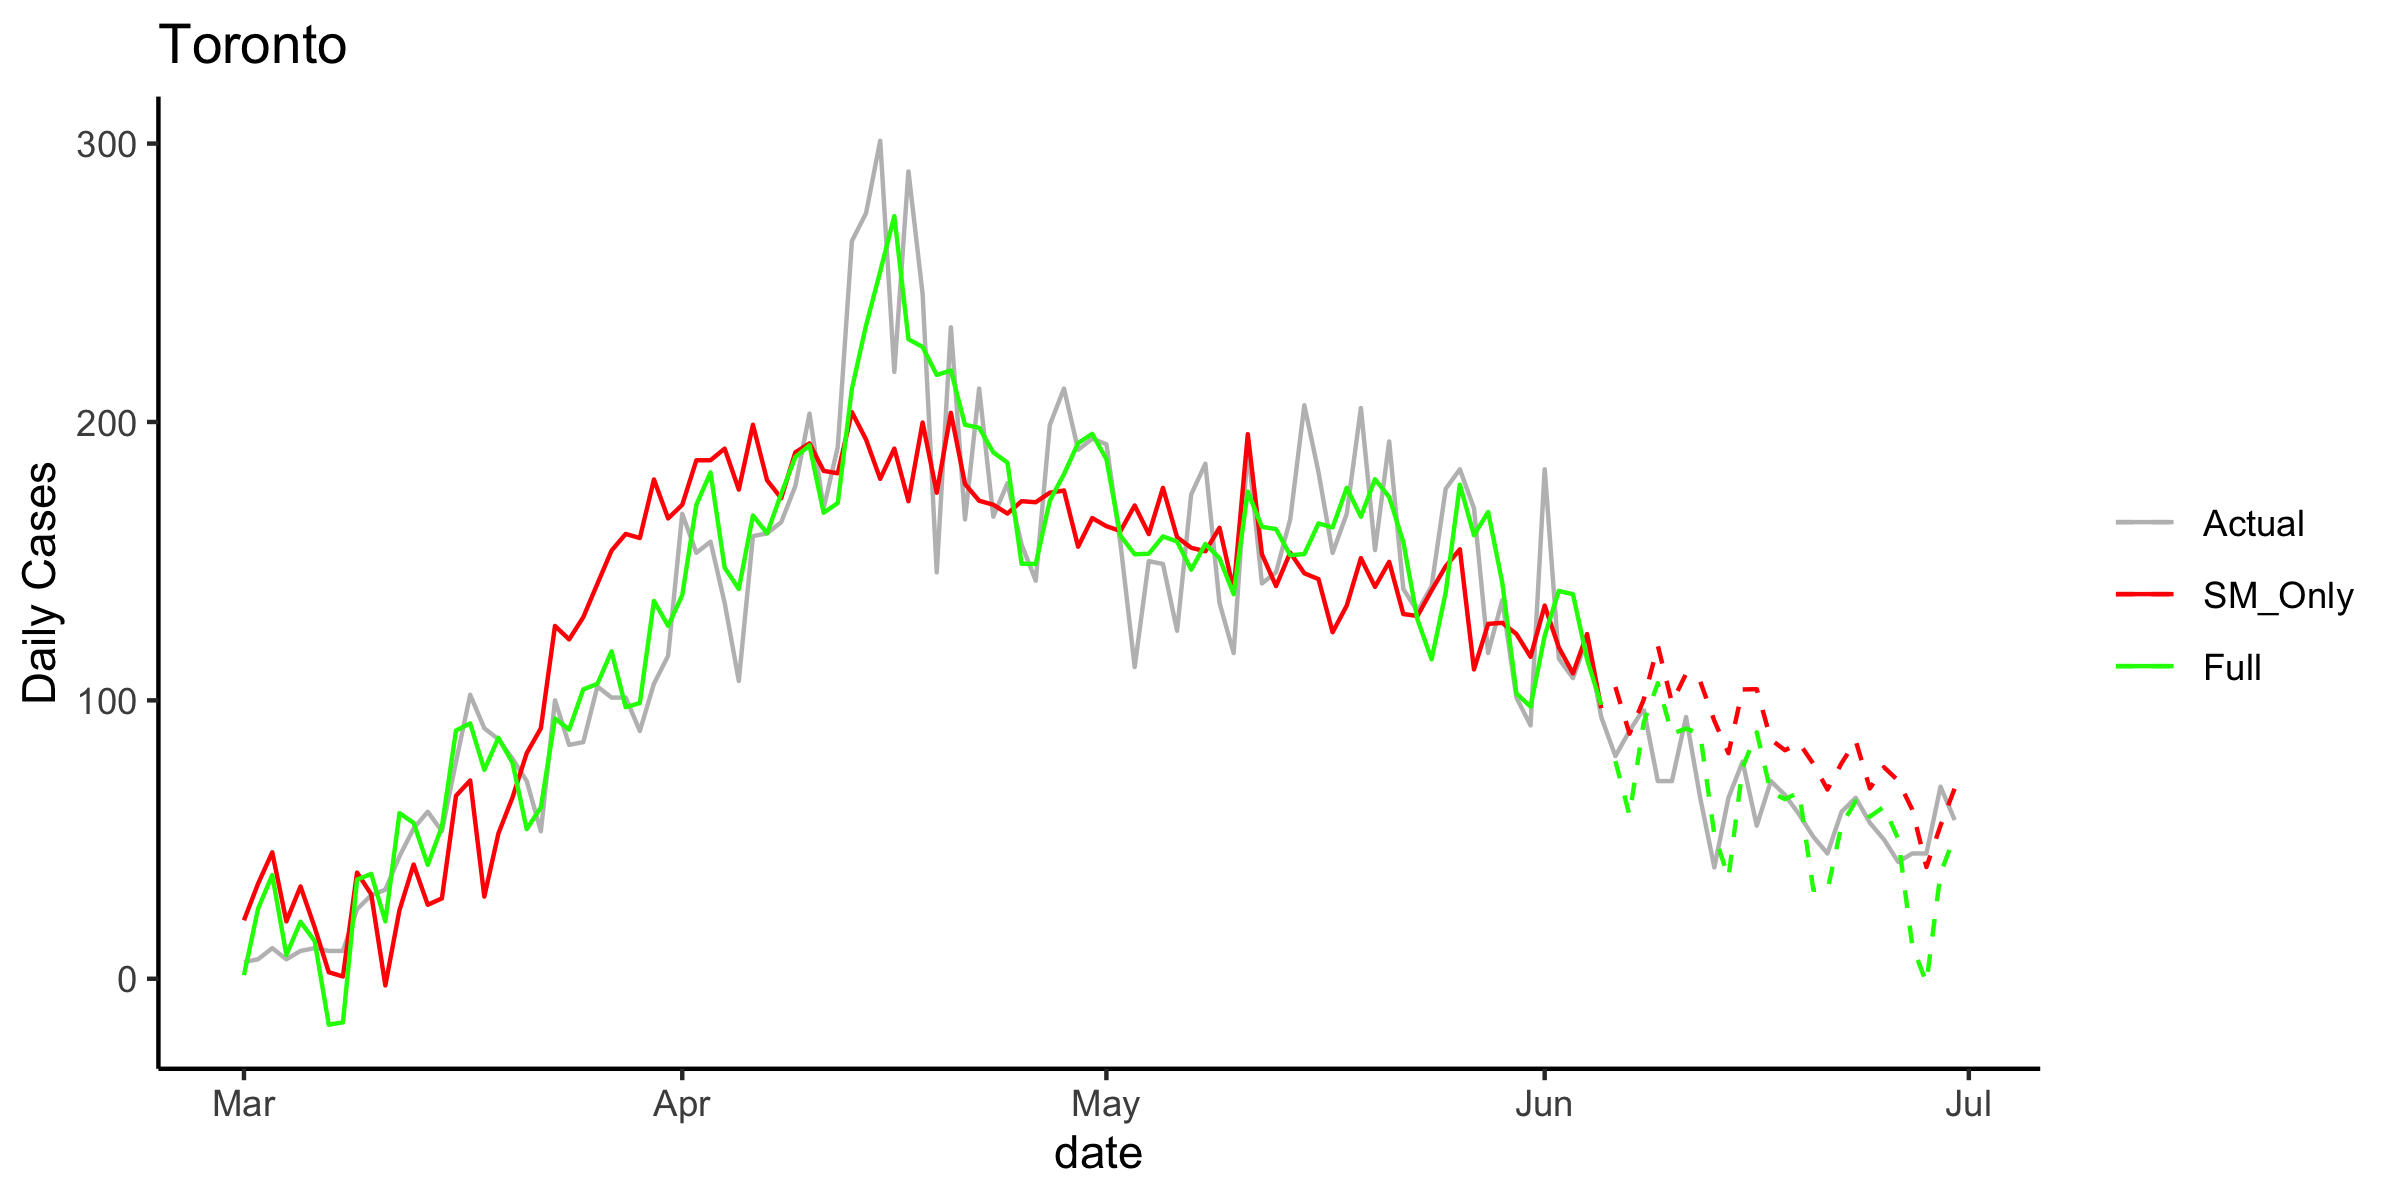 Toronto
300
200
100
0
Daily Cases
Mar
Apr
May
Jun
Jul
date
Actual
SM_Only
Full